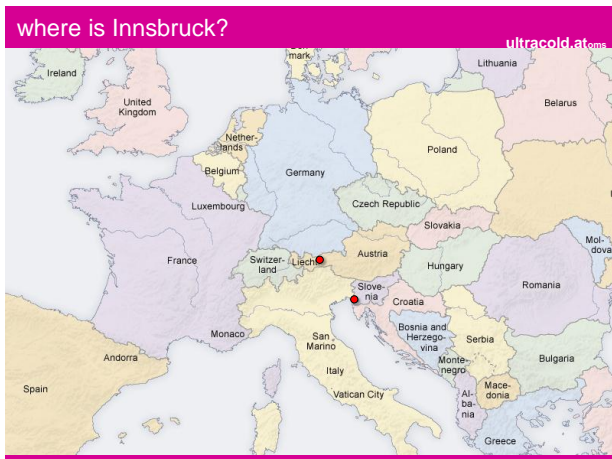 where is Innsbruck?
ultracold.atoms
Den
mark
Lithuania
Ireland
United
Kingdom
Belarus
Nether-
lands
Poland
Belgium
Germany
Luxembourg
Czech Republic
Slovakia
Mol-
dova
France
Switzer-
land
Liecht
Austria
Hungary
Slove-
nia
Romania
Croatia
Monaco
San
Marino
Bosnia and
Herzego-
vina
Serbia
Andorra
Italy
Monte-
negro
Bulgaria
Spain
Vatican City
Al-
ba-
nia
Mace-
donia
Greece